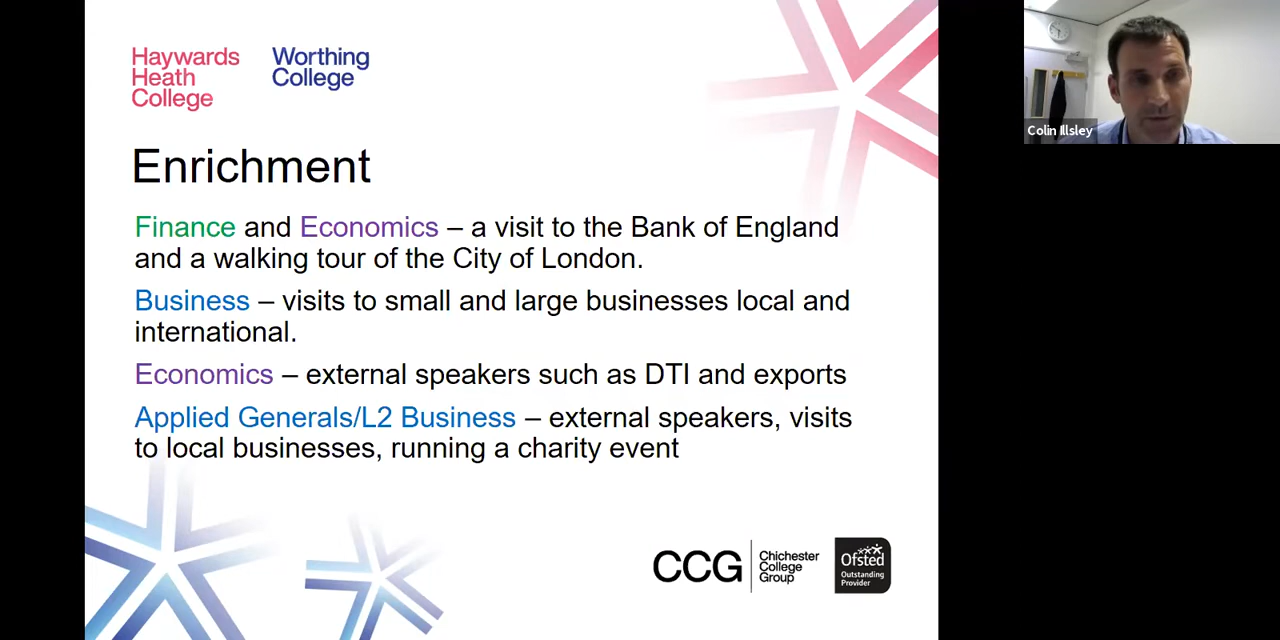 Haywards
Heath
College
Worthing
College
Colin Illsley
Enrichment
Finance and Economics – a visit to the Bank of England
and a walking tour of the City of London.
Business – visits to small and large businesses local and
international.
Economics – external speakers such as DTI and exports
Applied Generals/L2 Business – external speakers, visits
to local businesses, running a charity event
CCG
Chichester
College
Group
Ofsted
Outstanding
Provider